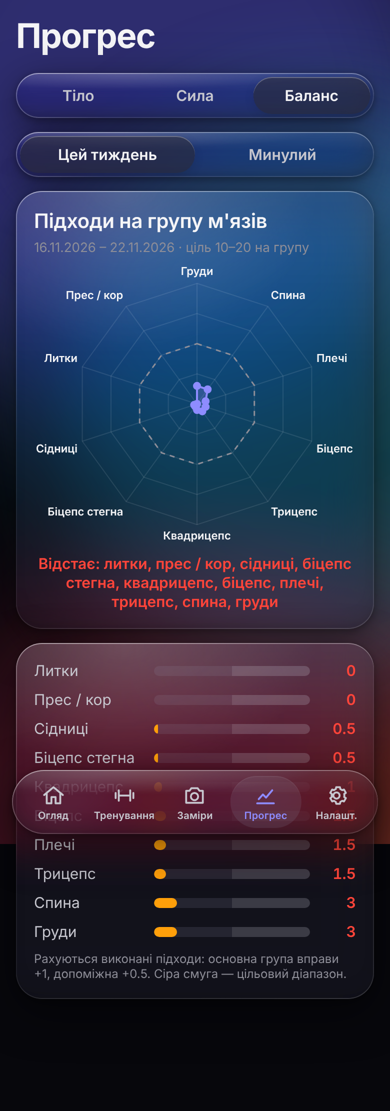 Прогрес
Тіло Сила Баланс
Цей тиждень Минулий
Підходи на групу м'язів
16.11.2026 – 22.11.2026 · ціль 10–20 на групу
Груди
Прес / кор Спина
Литки Плечі
Сідниці Біцепс
Біцепс стегна Трицепс
Квадрицепс
Відстає: литки, прес / кор, сідниці, біцепс
стегна, квадрицепс, біцепс, плечі,
трицепс, спина, груди
Литки 0
Прес / кор 0
Сідниці 0.5
Біцепс стегна 0.5
Квадрицепс 1
Огляд Тренування Заміри Прогрес Налашт.
Плечі 1.5
Трицепс 1.5
Спина 3
Груди 3
Рахуються виконані підходи: основна група вправи
+1, допоміжна +0.5. Сіра смуга — цільовий діапазон.